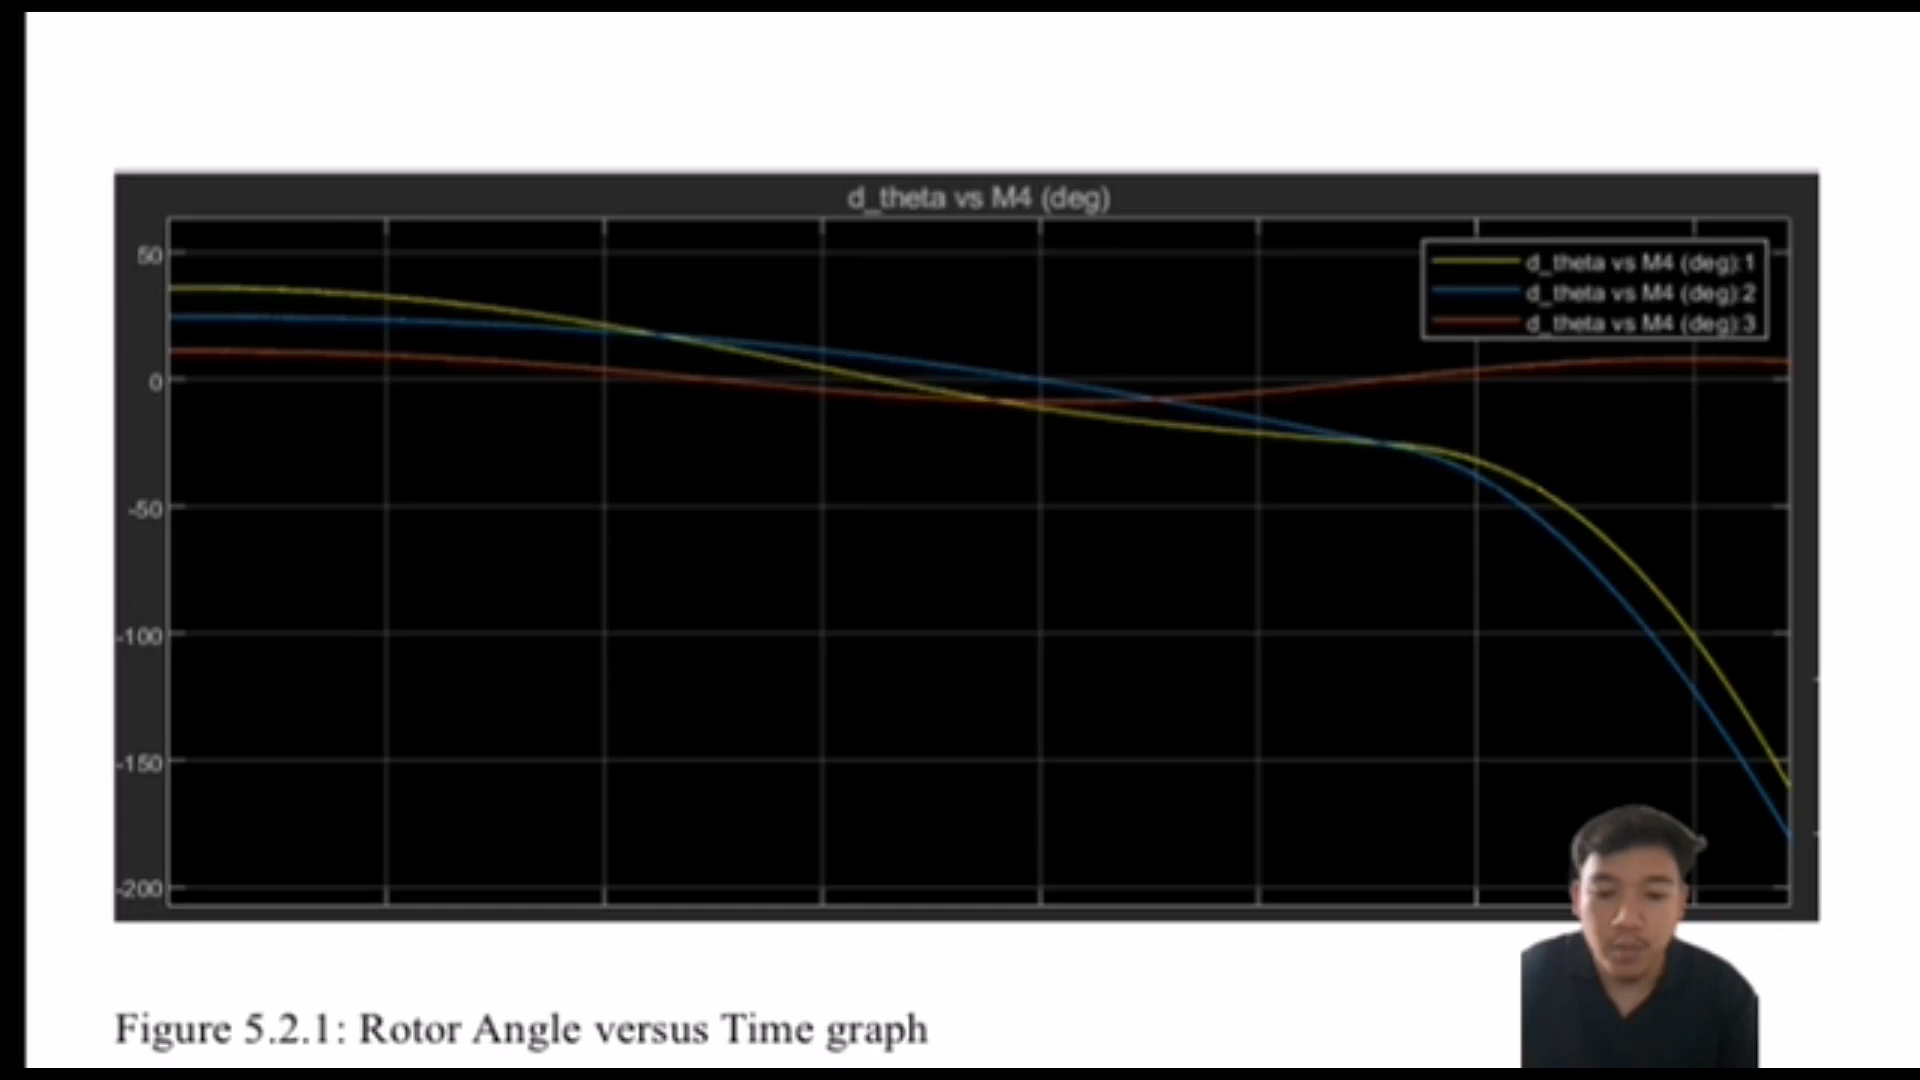 d_theta vs M4 (deg)
50
0
-50
-100
-150
-200
d_theta vs M4 (deg):1
d_theta vs M4 (deg):2
d_theta vs M4 (deg):3
Figure 5.2.1: Rotor Angle versus Time graph